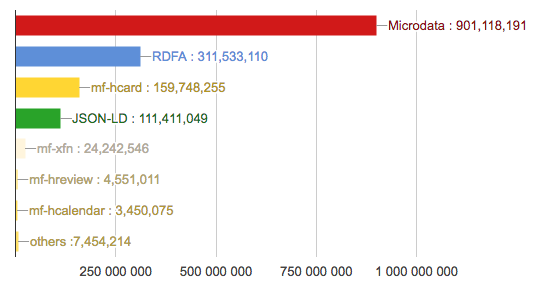 Microdata : 901,118,191
RDFA : 311,533,110
mf-hcard : 159,748,255
JSON-LD : 111,411,049
mf-xfn : 24,242,546
mf-hreview : 4,551,011
mf-hcalendar : 3,450,075
others :7,454,214
250 000 000 500 000 000 750 000 000 1 000 000 000